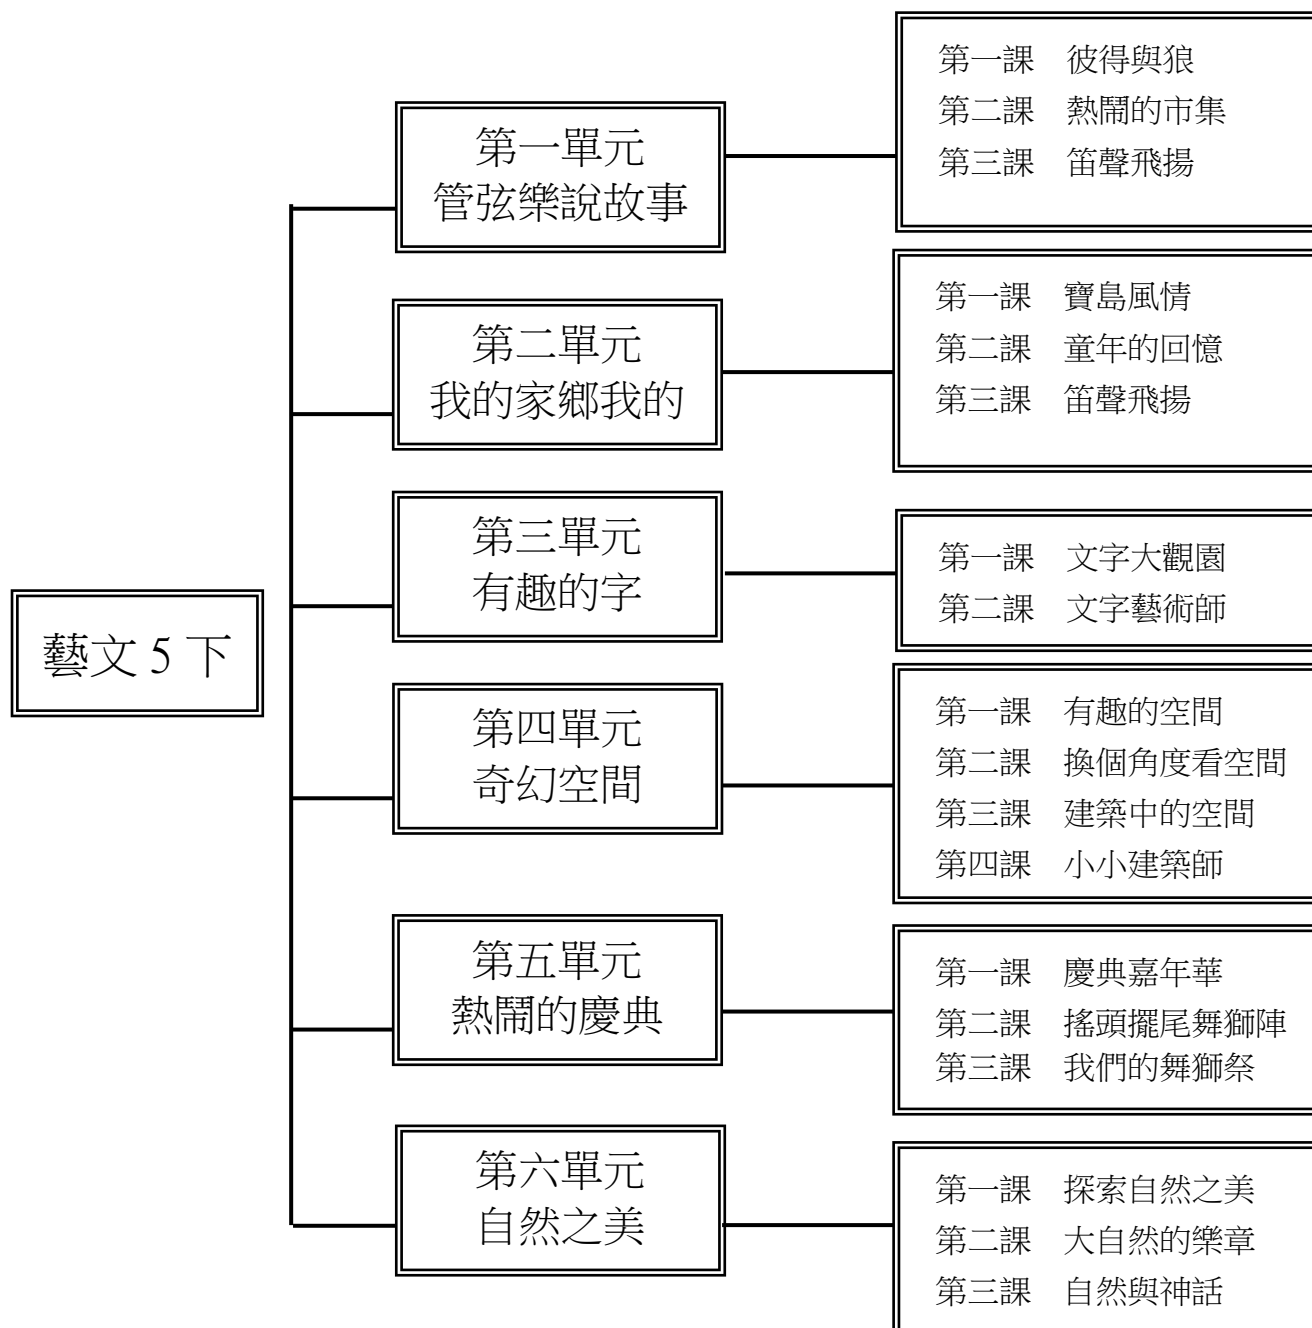 藝文 5 下
第一單元
管弦樂說故事
第一課 彼得與狼
第二課 熱鬧的市集
第三課 笛聲飛揚
第二單元
我的家鄉我的
第一課 寶島風情
第二課 童年的回憶
第三課 笛聲飛揚
第三單元
有趣的字
第一課 文字大觀園
第二課 文字藝術師
第四單元
奇幻空間
第一課 有趣的空間
第二課 換個角度看空間
第三課 建築中的空間
第四課 小小建築師
第五單元
熱鬧的慶典
第一課 慶典嘉年華
第二課 搖頭擺尾舞獅陣
第三課 我們的舞獅祭
第六單元
自然之美
第一課 探索自然之美
第二課 大自然的樂章
第三課 自然與神話